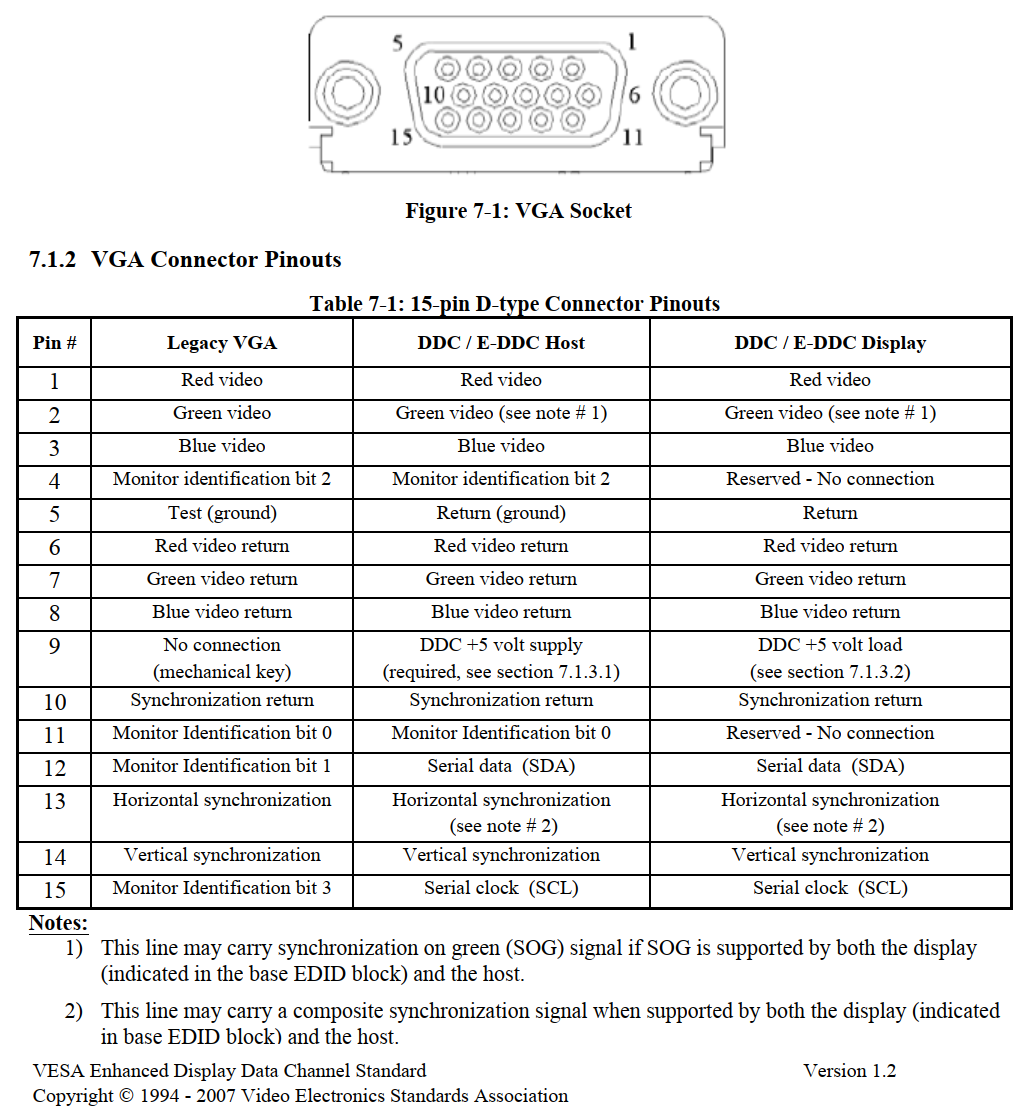 5 1
10 6
15 11
Figure 7-1: VGA Socket
7.1.2 VGA Connector Pinouts
Table 7-1: 15-pin D-type Connector Pinouts
Pin # Legacy VGA DDC / E-DDC Host DDC / E-DDC Display
1 Red video Red video Red video
2 Green video Green video (see note # 1) Green video (see note # 1)
3 Blue video Blue video Blue video
4 Monitor identification bit 2 Monitor identification bit 2 Reserved - No connection
5 Test (ground) Return (ground) Return
6 Red video return Red video return Red video return
7 Green video return Green video return Green video return
8 Blue video return Blue video return Blue video return
9 No connection DDC +5 volt supply DDC +5 volt load
(mechanical key) (required, see section 7.1.3.1) (see section 7.1.3.2)
10 Synchronization return Synchronization return Synchronization return
11 Monitor Identification bit 0 Monitor Identification bit 0 Reserved - No connection
12 Monitor Identification bit 1 Serial data (SDA) Serial data (SDA)
13 Horizontal synchronization Horizontal synchronization Horizontal synchronization
(see note # 2) (see note # 2)
14 Vertical synchronization Vertical synchronization Vertical synchronization
15 Monitor Identification bit 3 Serial clock (SCL) Serial clock (SCL)
Notes:
1) This line may carry synchronization on green (SOG) signal if SOG is supported by both the display
(indicated in the base EDID block) and the host.
2) This line may carry a composite synchronization signal when supported by both the display (indicated
in base EDID block) and the host.
VESA Enhanced Display Data Channel Standard Version 1.2
Copyright © 1994 - 2007 Video Electronics Standards Association